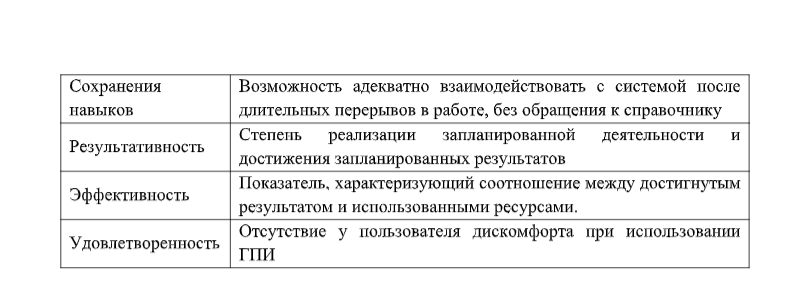 Сохранения
навыков
Возможность адекватно взаимодействовать с системой после
длительных перерывов в работе, без обращения к справочнику
Результативность
Степень реализации запланированной деятельности и
достижения запланированных результатов
Эффективность
Показатель, характеризующий соотношение между достигнутым
результатом и использованными ресурсами.
Удовлетворенность
Отсутствие у пользователя дискомфорта при использовании
ГПИ